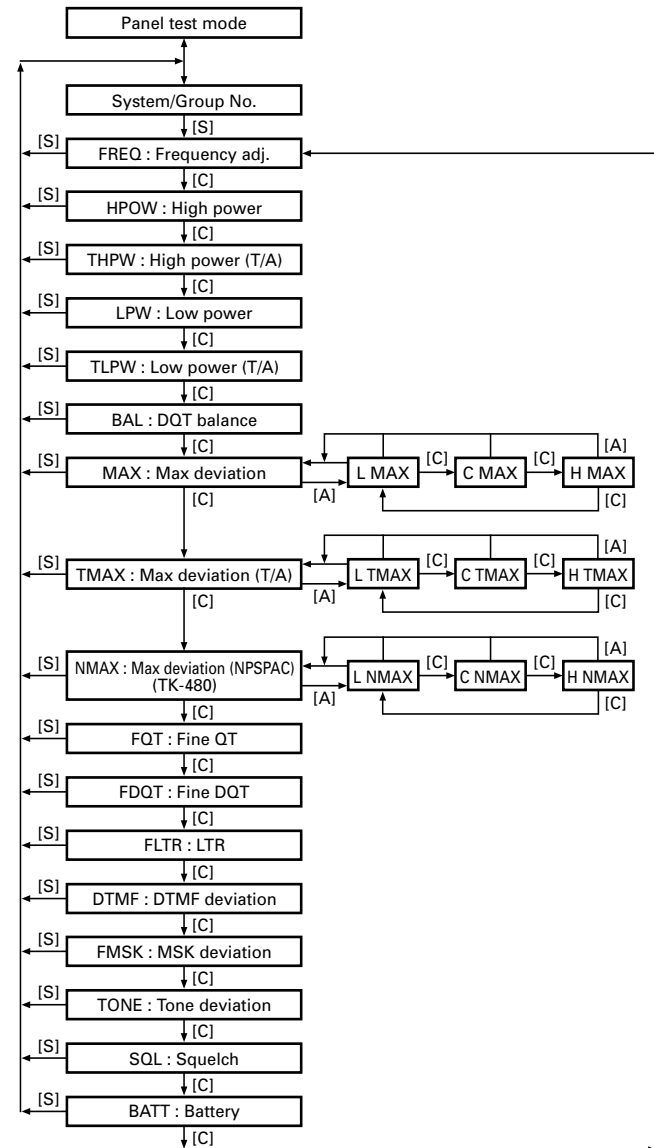 Panel test mode
System/Group No.
[S]
[S]
FREQ : Frequency adj.
[C]
[S]
HPOW : High power
[C]
[S]
THPW : High power (T/A)
[C]
[S]
LPW : Low power
[C]
[S]
TLPW : Low power (T/A)
[C]
[S]
BAL : DQT balance
[C]
[S]
MAX : Max deviation
[A]
L MAX
[C]
C MAX
[C]
H MAX
[A]
[C]
[C]
[S]
TMAX : Max deviation (T/A)
[A]
L TMAX
[C]
C TMAX
[C]
H TMAX
[A]
[C]
[C]
[S]
NMAX : Max deviation (NPSPAC)
(TK-480)
[A]
L NMAX
[C]
C NMAX
[C]
H NMAX
[A]
[C]
[C]
[S]
FQT : Fine QT
[C]
[S]
FDQT : Fine DQT
[C]
[S]
FLTR : LTR
[C]
[S]
DTMF : DTMF deviation
[C]
[S]
FMSK : MSK deviation
[C]
[S]
TONE : Tone deviation
[C]
[S]
SQL : Squelch
[C]
[S]
BATT : Battery
[C]